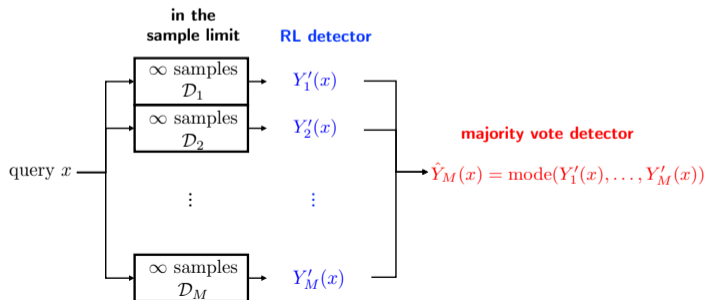 in the
sample limit
RL detector
∞ samples
𝒟₁
Y′₁(x)
∞ samples
𝒟₂
Y′₂(x)
majority vote detector
query x
Ŷ_M(x) = mode(Y′₁(x), . . . , Y′_M(x))
⋮ ⋮
∞ samples
𝒟_M
Y′_M(x)